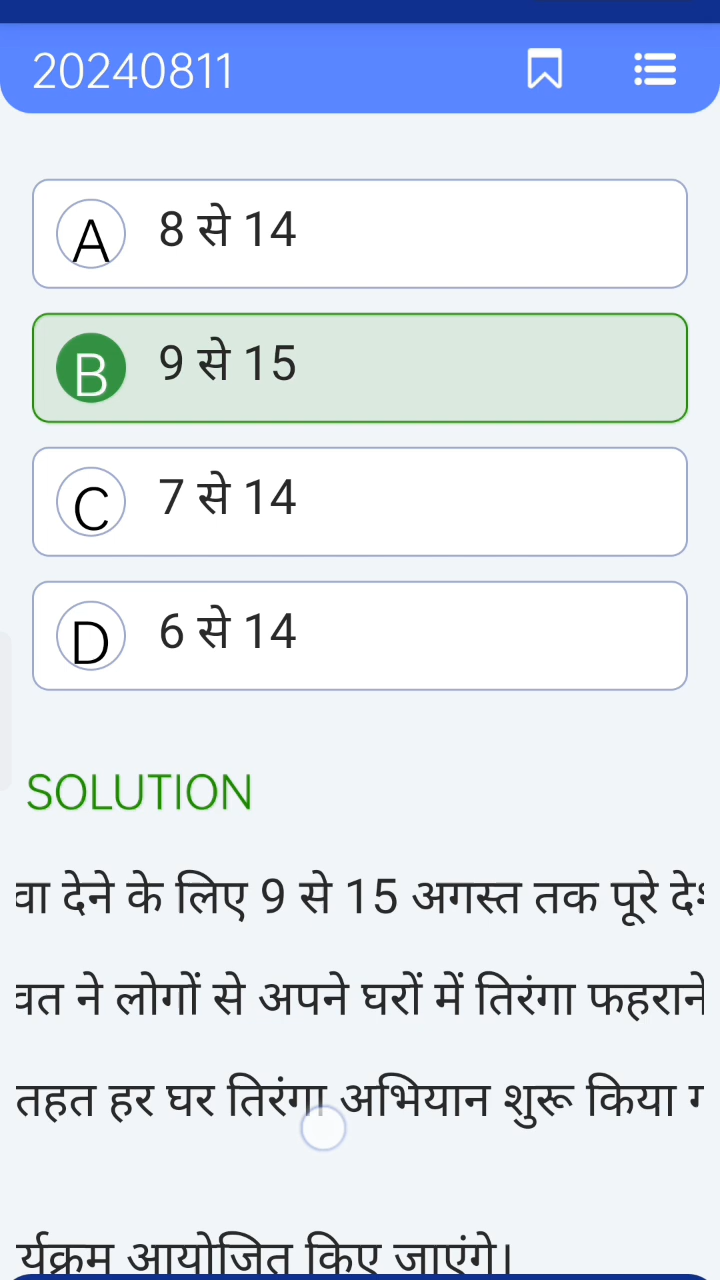 20240811
A 8 से 14
B 9 से 15
C 7 से 14
D 6 से 14
SOLUTION
वा देने के लिए 9 से 15 अगस्त तक पूरे
वत ने लोगों से अपने घरों में तिरंगा फहराने
तहत हर घर तिरंगा अभियान शुरू किया
र्यक्रम आयोजित किए जाएंगे।